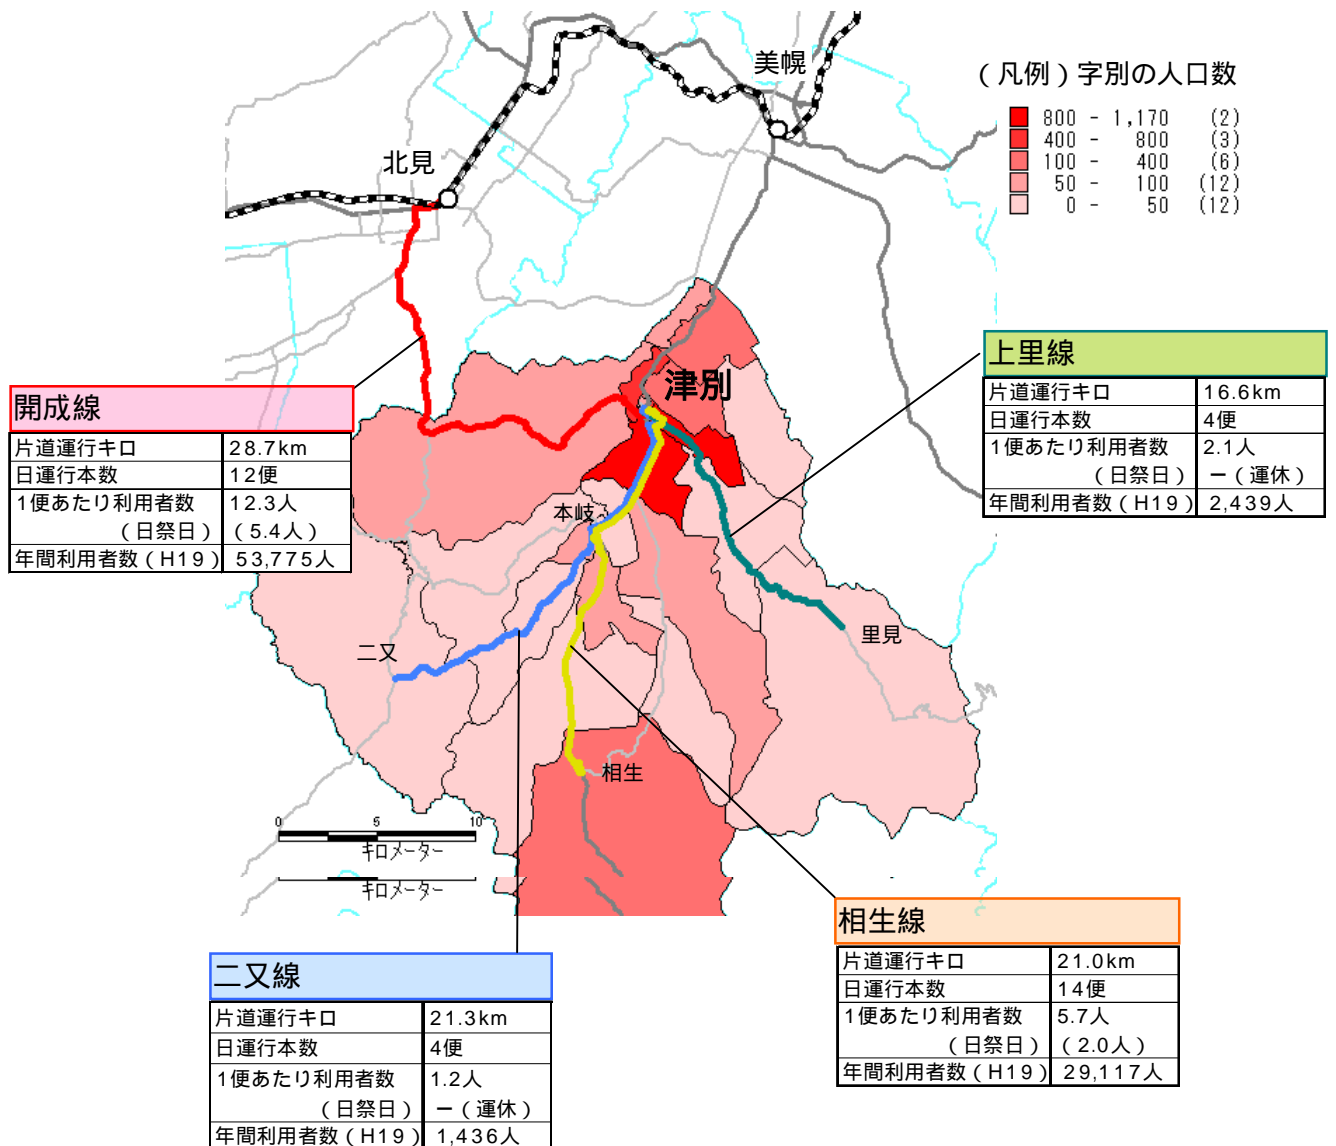 美幌
(凡例)字別の人口数
800 - 1,170 (2)
400 - 800 (3)
100 - 400 (6)
50 - 100 (12)
0 - 50 (12)
北見
上里線
片道運行キロ 16.6km
日運行本数 4便
1便あたり利用者数 2.1人
(日祭日) ー(運休)
年間利用者数(H19) 2,439人
津別
開成線
片道運行キロ 28.7km
日運行本数 12便
1便あたり利用者数 12.3人
(日祭日) (5.4人)
年間利用者数(H19) 53,775人
本岐
里見
二又
相生
0 5 10
キロメーター
キロメーター
相生線
片道運行キロ 21.0km
日運行本数 14便
1便あたり利用者数 5.7人
(日祭日) (2.0人)
年間利用者数(H19) 29,117人
二又線
片道運行キロ 21.3km
日運行本数 4便
1便あたり利用者数 1.2人
(日祭日) ー(運休)
年間利用者数(H19) 1,436人